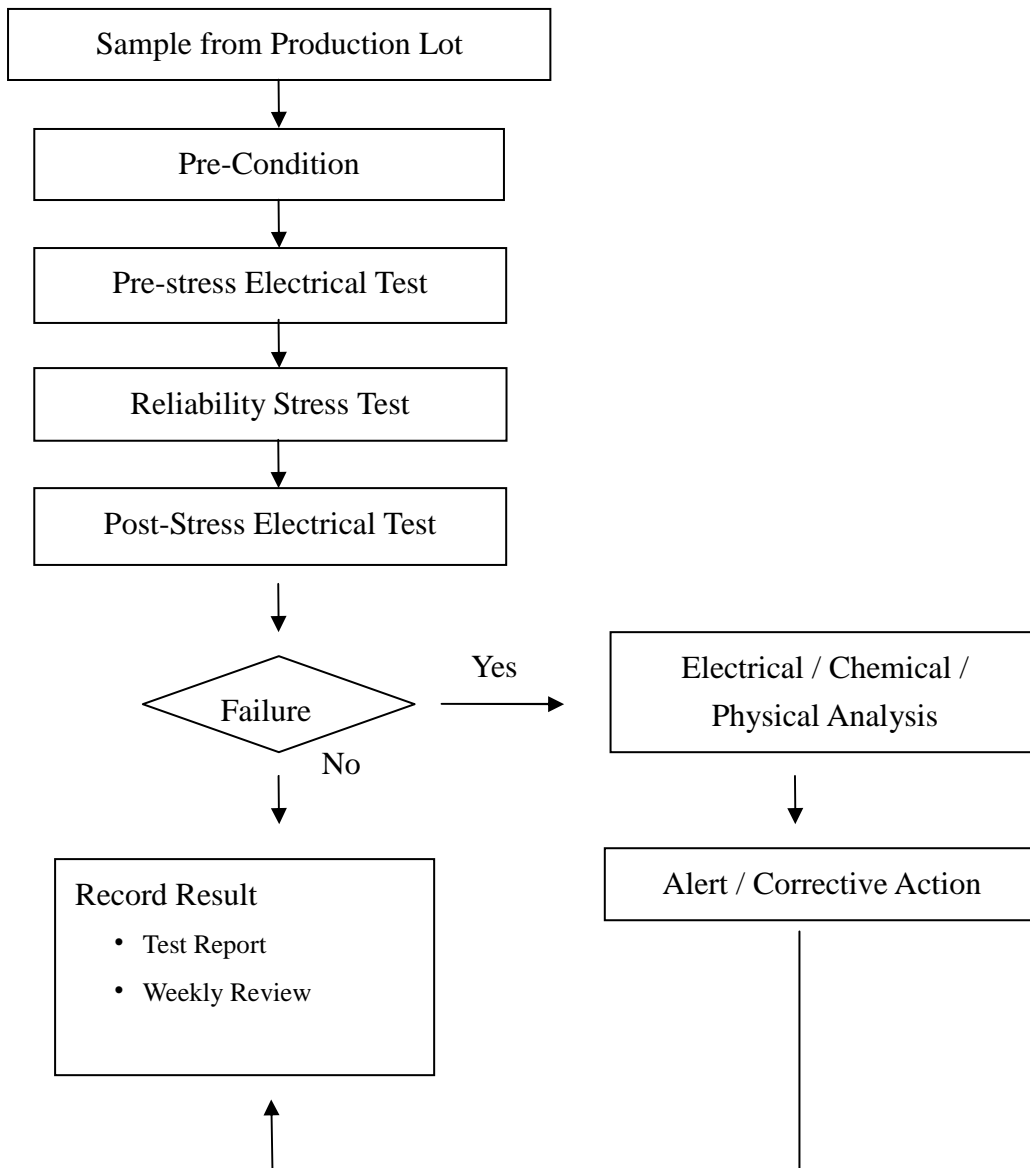 Sample from Production Lot
Pre-Condition
Pre-stress Electrical Test
Reliability Stress Test
Post-Stress Electrical Test
Failure
Yes
No
Electrical / Chemical /
Physical Analysis
Alert / Corrective Action
Record Result
• Test Report
• Weekly Review